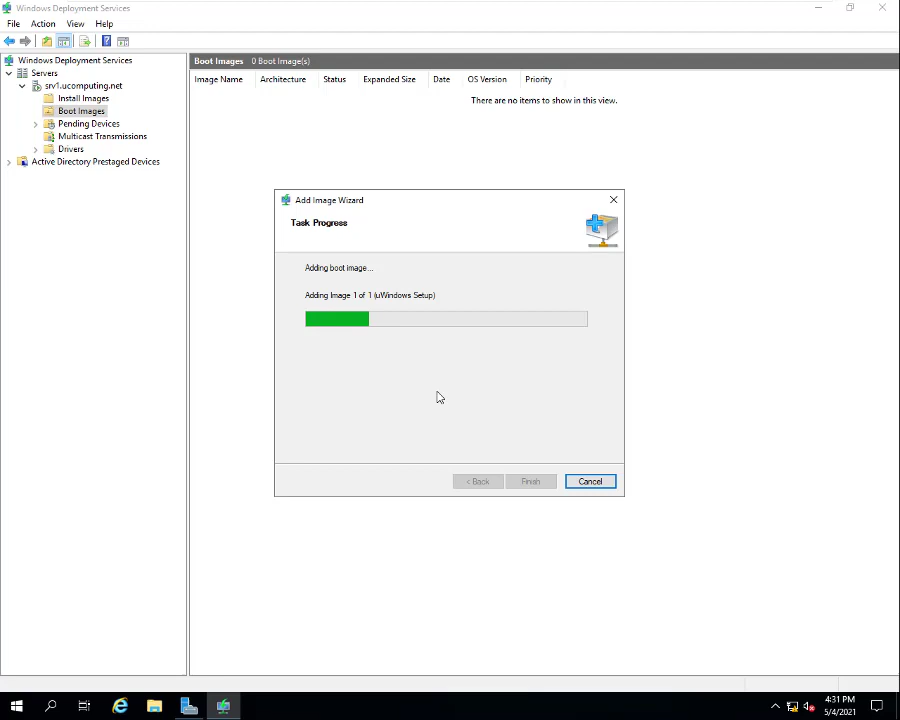 Windows Deployment Services
File Action View Help
Windows Deployment Services
Servers
srv1.ucomputing.net
Install Images
Boot Images
Pending Devices
Multicast Transmissions
Drivers
Active Directory Prestaged Devices
Boot Images 0 Boot Image(s)
Image Name Architecture Status Expanded Size Date OS Version Priority
There are no items to show in this view.
Add Image Wizard
Task Progress
Adding boot image...
Adding Image 1 of 1 (uWindows Setup)
< Back Finish Cancel
4:31 PM
5/4/2021